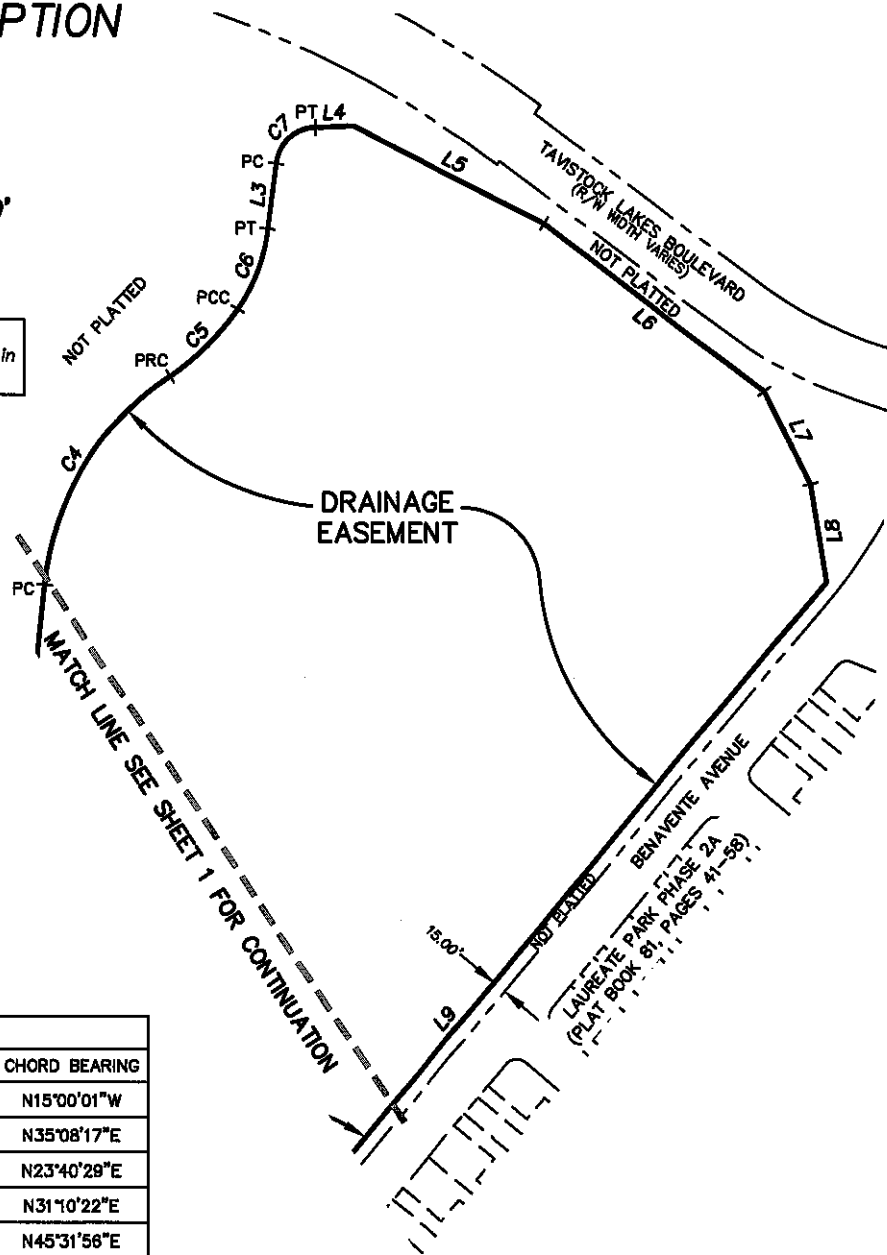 PTION
PT L4
C7
PC
L3
L5
PT
C6
TAVISTOCK LAKES BOULEVARD
(R/W WIDTH VARIES)
NOT PLATTED
NOT PLATTED
PCC
L6
C5
PRC
in
L7
C4
DRAINAGE
EASEMENT
L8
PC
MATCH LINE SEE SHEET 1 FOR CONTINUATION
BENAVENTE AVENUE
NOT PLATTED
LAUREATE PARK PHASE 2A
(PLAT BOOK 81, PAGES 41-58)
15.00'
L9
CHORD BEARING
N15°00'01"W
N35°08'17"E
N23°40'29"E
N31°10'22"E
N45°31'56"E